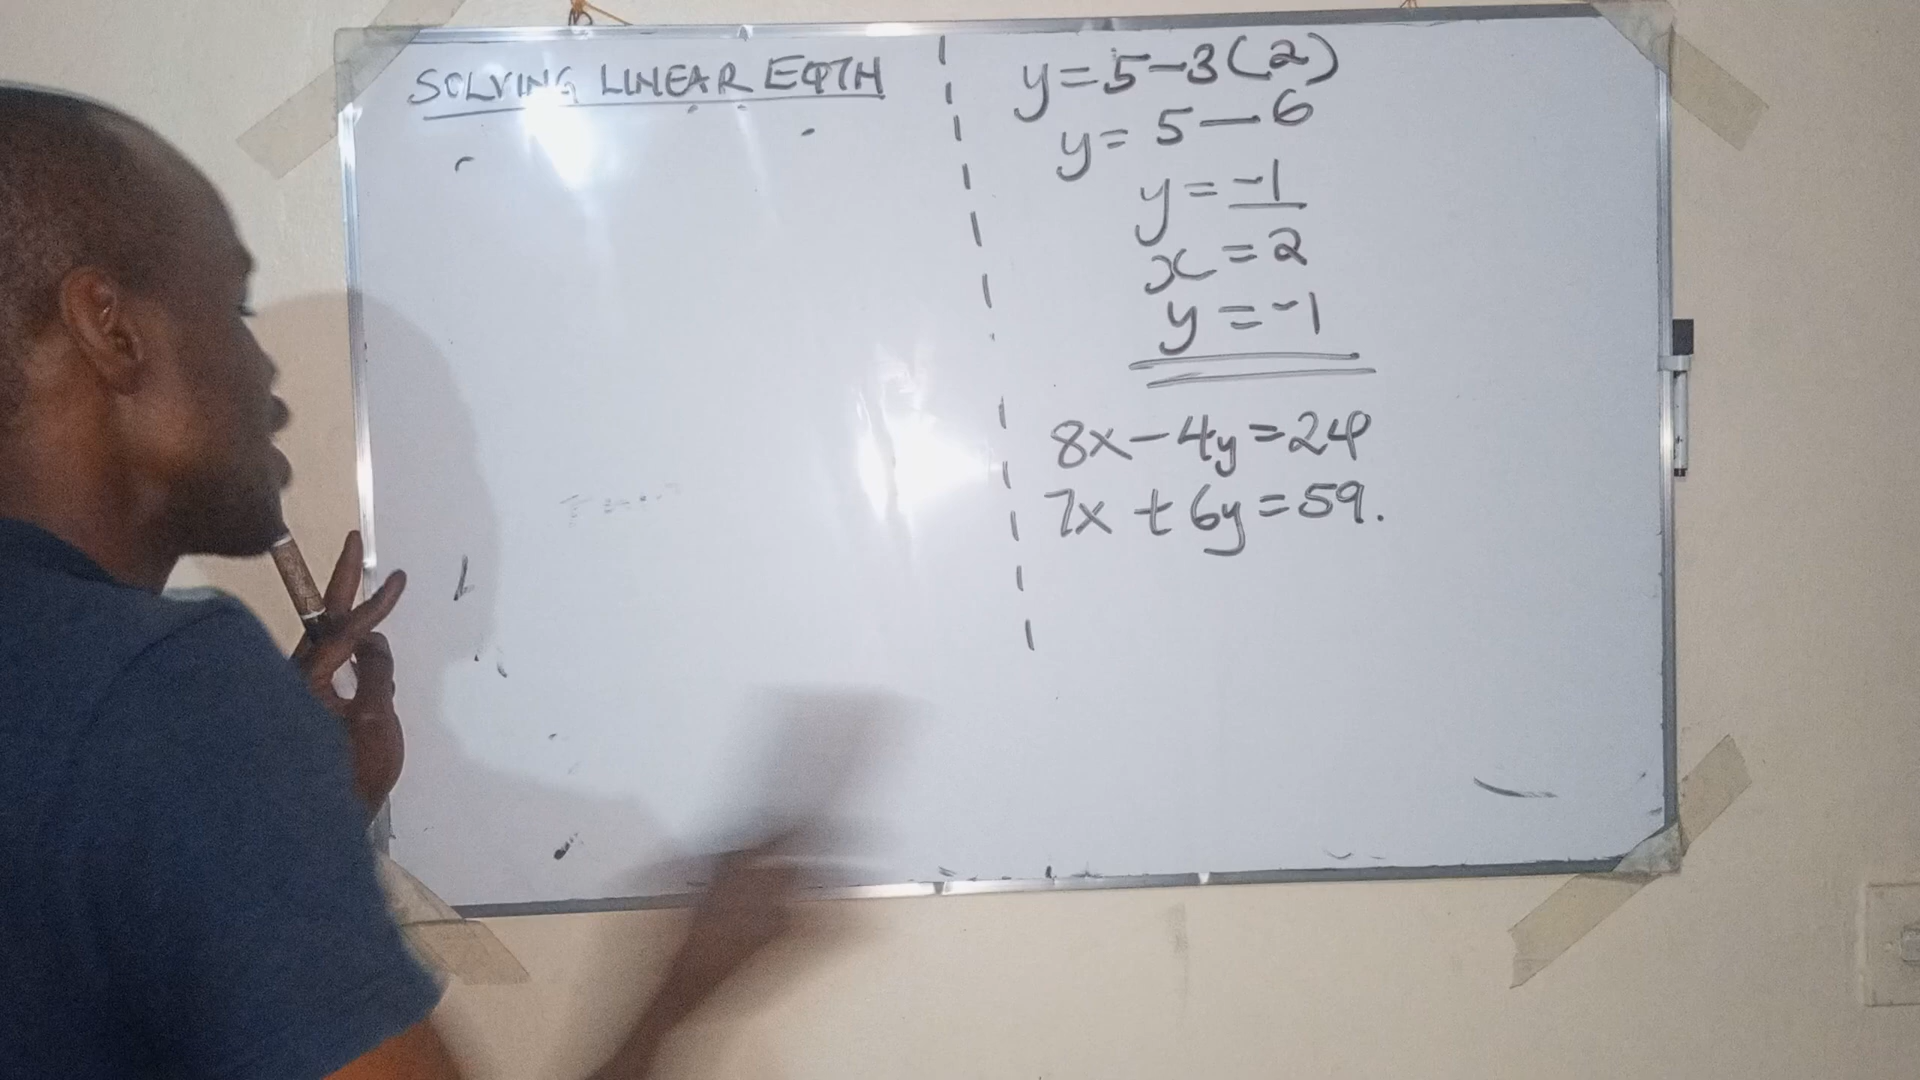 SOLVING LINEAR EQTN
y=5-3(2)
y=5-6
y=-1
x=2
y=-1
8x-4y=24
7x+6y=59.